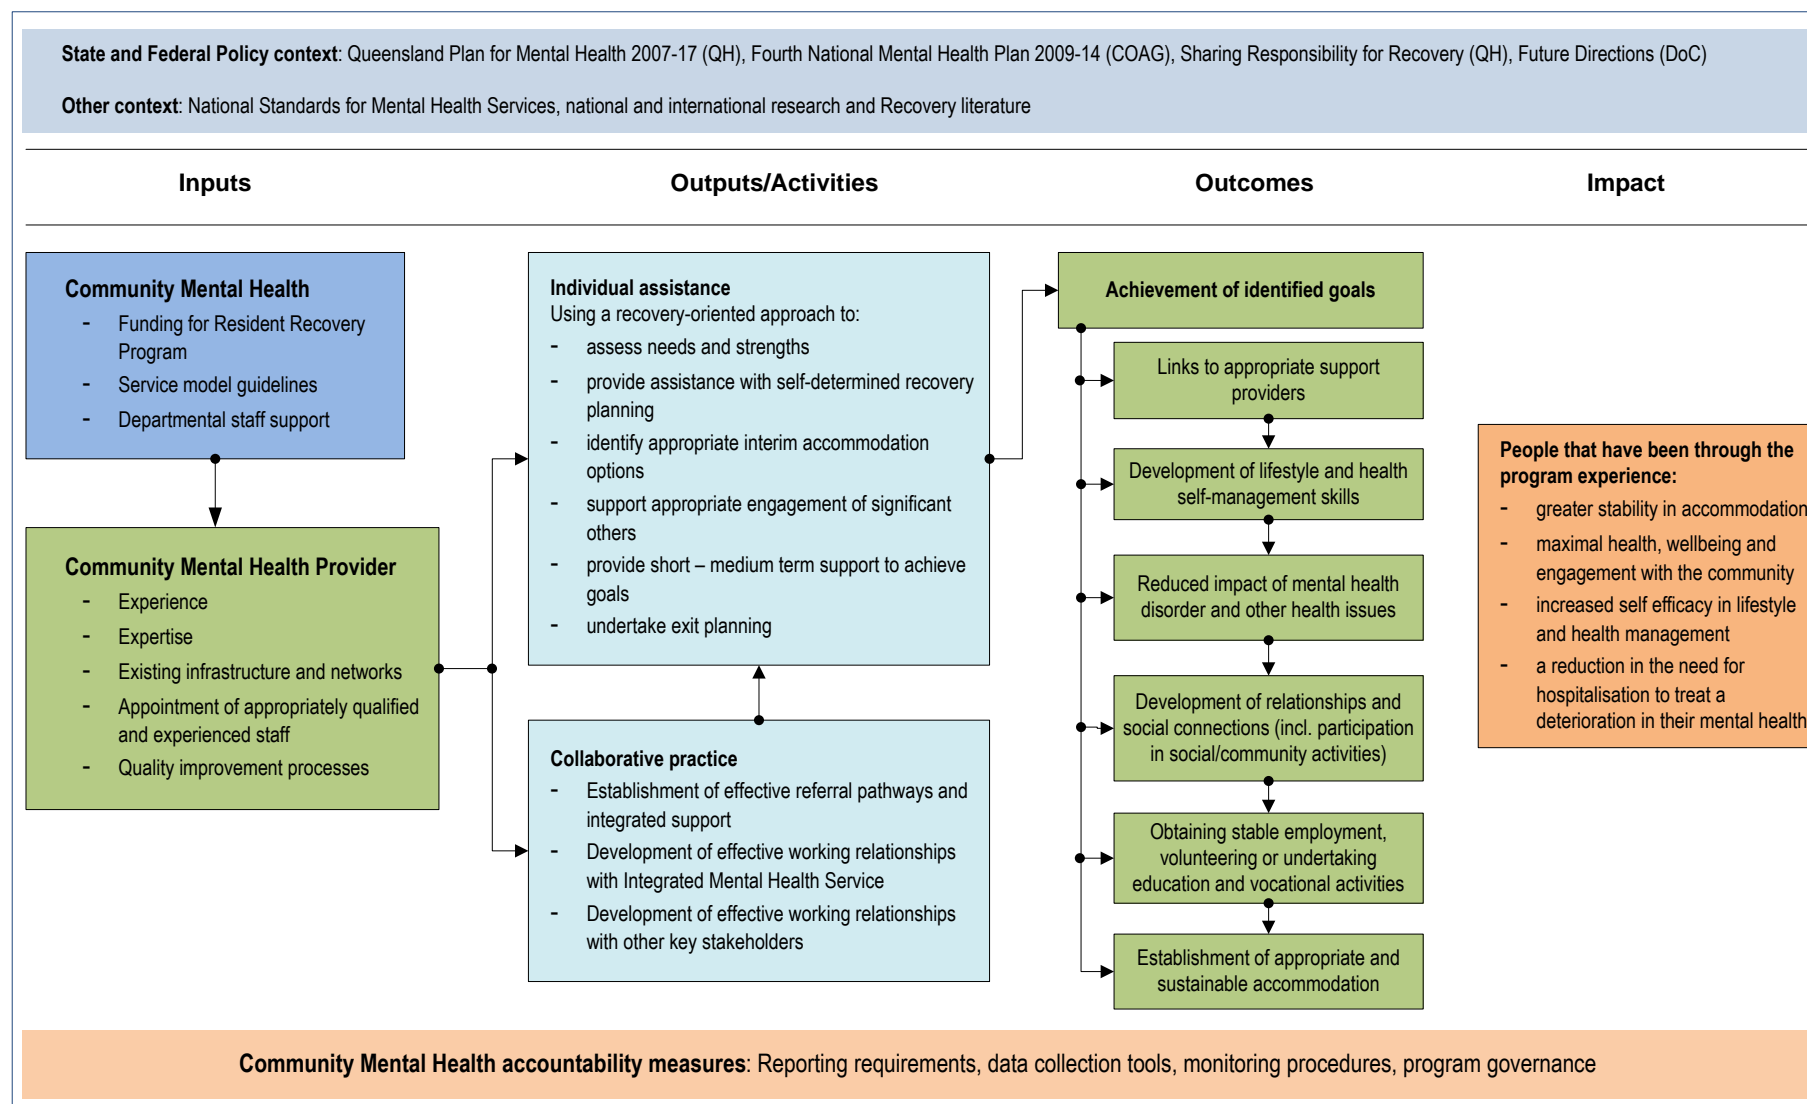 State and Federal Policy context: Queensland Plan for Mental Health 2007-17 (QH), Fourth National Mental Health Plan 2009-14 (COAG), Sharing Responsibility for Recovery (QH), Future Directions (DoC)
Other context: National Standards for Mental Health Services, national and international research and Recovery literature
Inputs
Outputs/Activities
Outcomes
Impact
Community Mental Health
- Funding for Resident Recovery
Program
- Service model guidelines
- Departmental staff support
Community Mental Health Provider
- Experience
- Expertise
- Existing infrastructure and networks
- Appointment of appropriately qualified
and experienced staff
- Quality improvement processes
Individual assistance
Using a recovery-oriented approach to:
- assess needs and strengths
- provide assistance with self-determined recovery
planning
- identify appropriate interim accommodation
options
- support appropriate engagement of significant
others
- provide short – medium term support to achieve
goals
- undertake exit planning
Collaborative practice
- Establishment of effective referral pathways and
integrated support
- Development of effective working relationships
with Integrated Mental Health Service
- Development of effective working relationships
with other key stakeholders
Achievement of identified goals
Links to appropriate support
providers
Development of lifestyle and health
self-management skills
Reduced impact of mental health
disorder and other health issues
Development of relationships and
social connections (incl. participation
in social/community activities)
Obtaining stable employment,
volunteering or undertaking
education and vocational activities
Establishment of appropriate and
sustainable accommodation
People that have been through the
program experience:
- greater stability in accommodation
- maximal health, wellbeing and
engagement with the community
- increased self efficacy in lifestyle
and health management
- a reduction in the need for
hospitalisation to treat a
deterioration in their mental health
Community Mental Health accountability measures: Reporting requirements, data collection tools, monitoring procedures, program governance